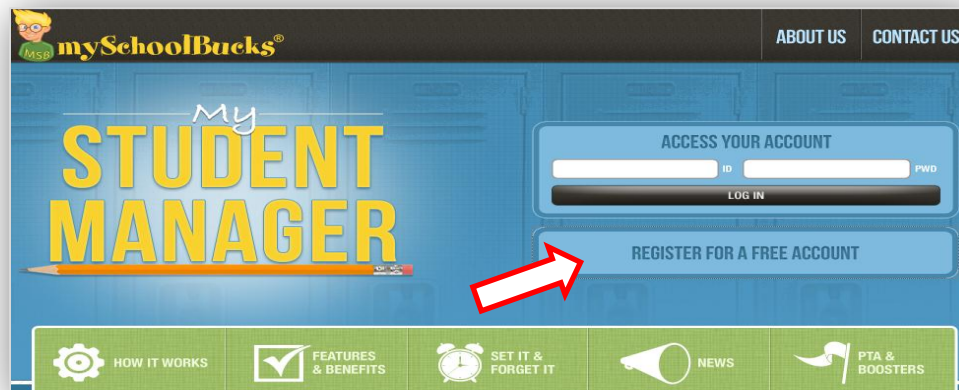 MSB
mySchoolBucks®
ABOUT US
CONTACT US
My
STUDENT
MANAGER
ACCESS YOUR ACCOUNT
ID
PWD
LOG IN
REGISTER FOR A FREE ACCOUNT
HOW IT WORKS
FEATURES
& BENEFITS
SET IT &
FORGET IT
NEWS
PTA &
BOOSTERS